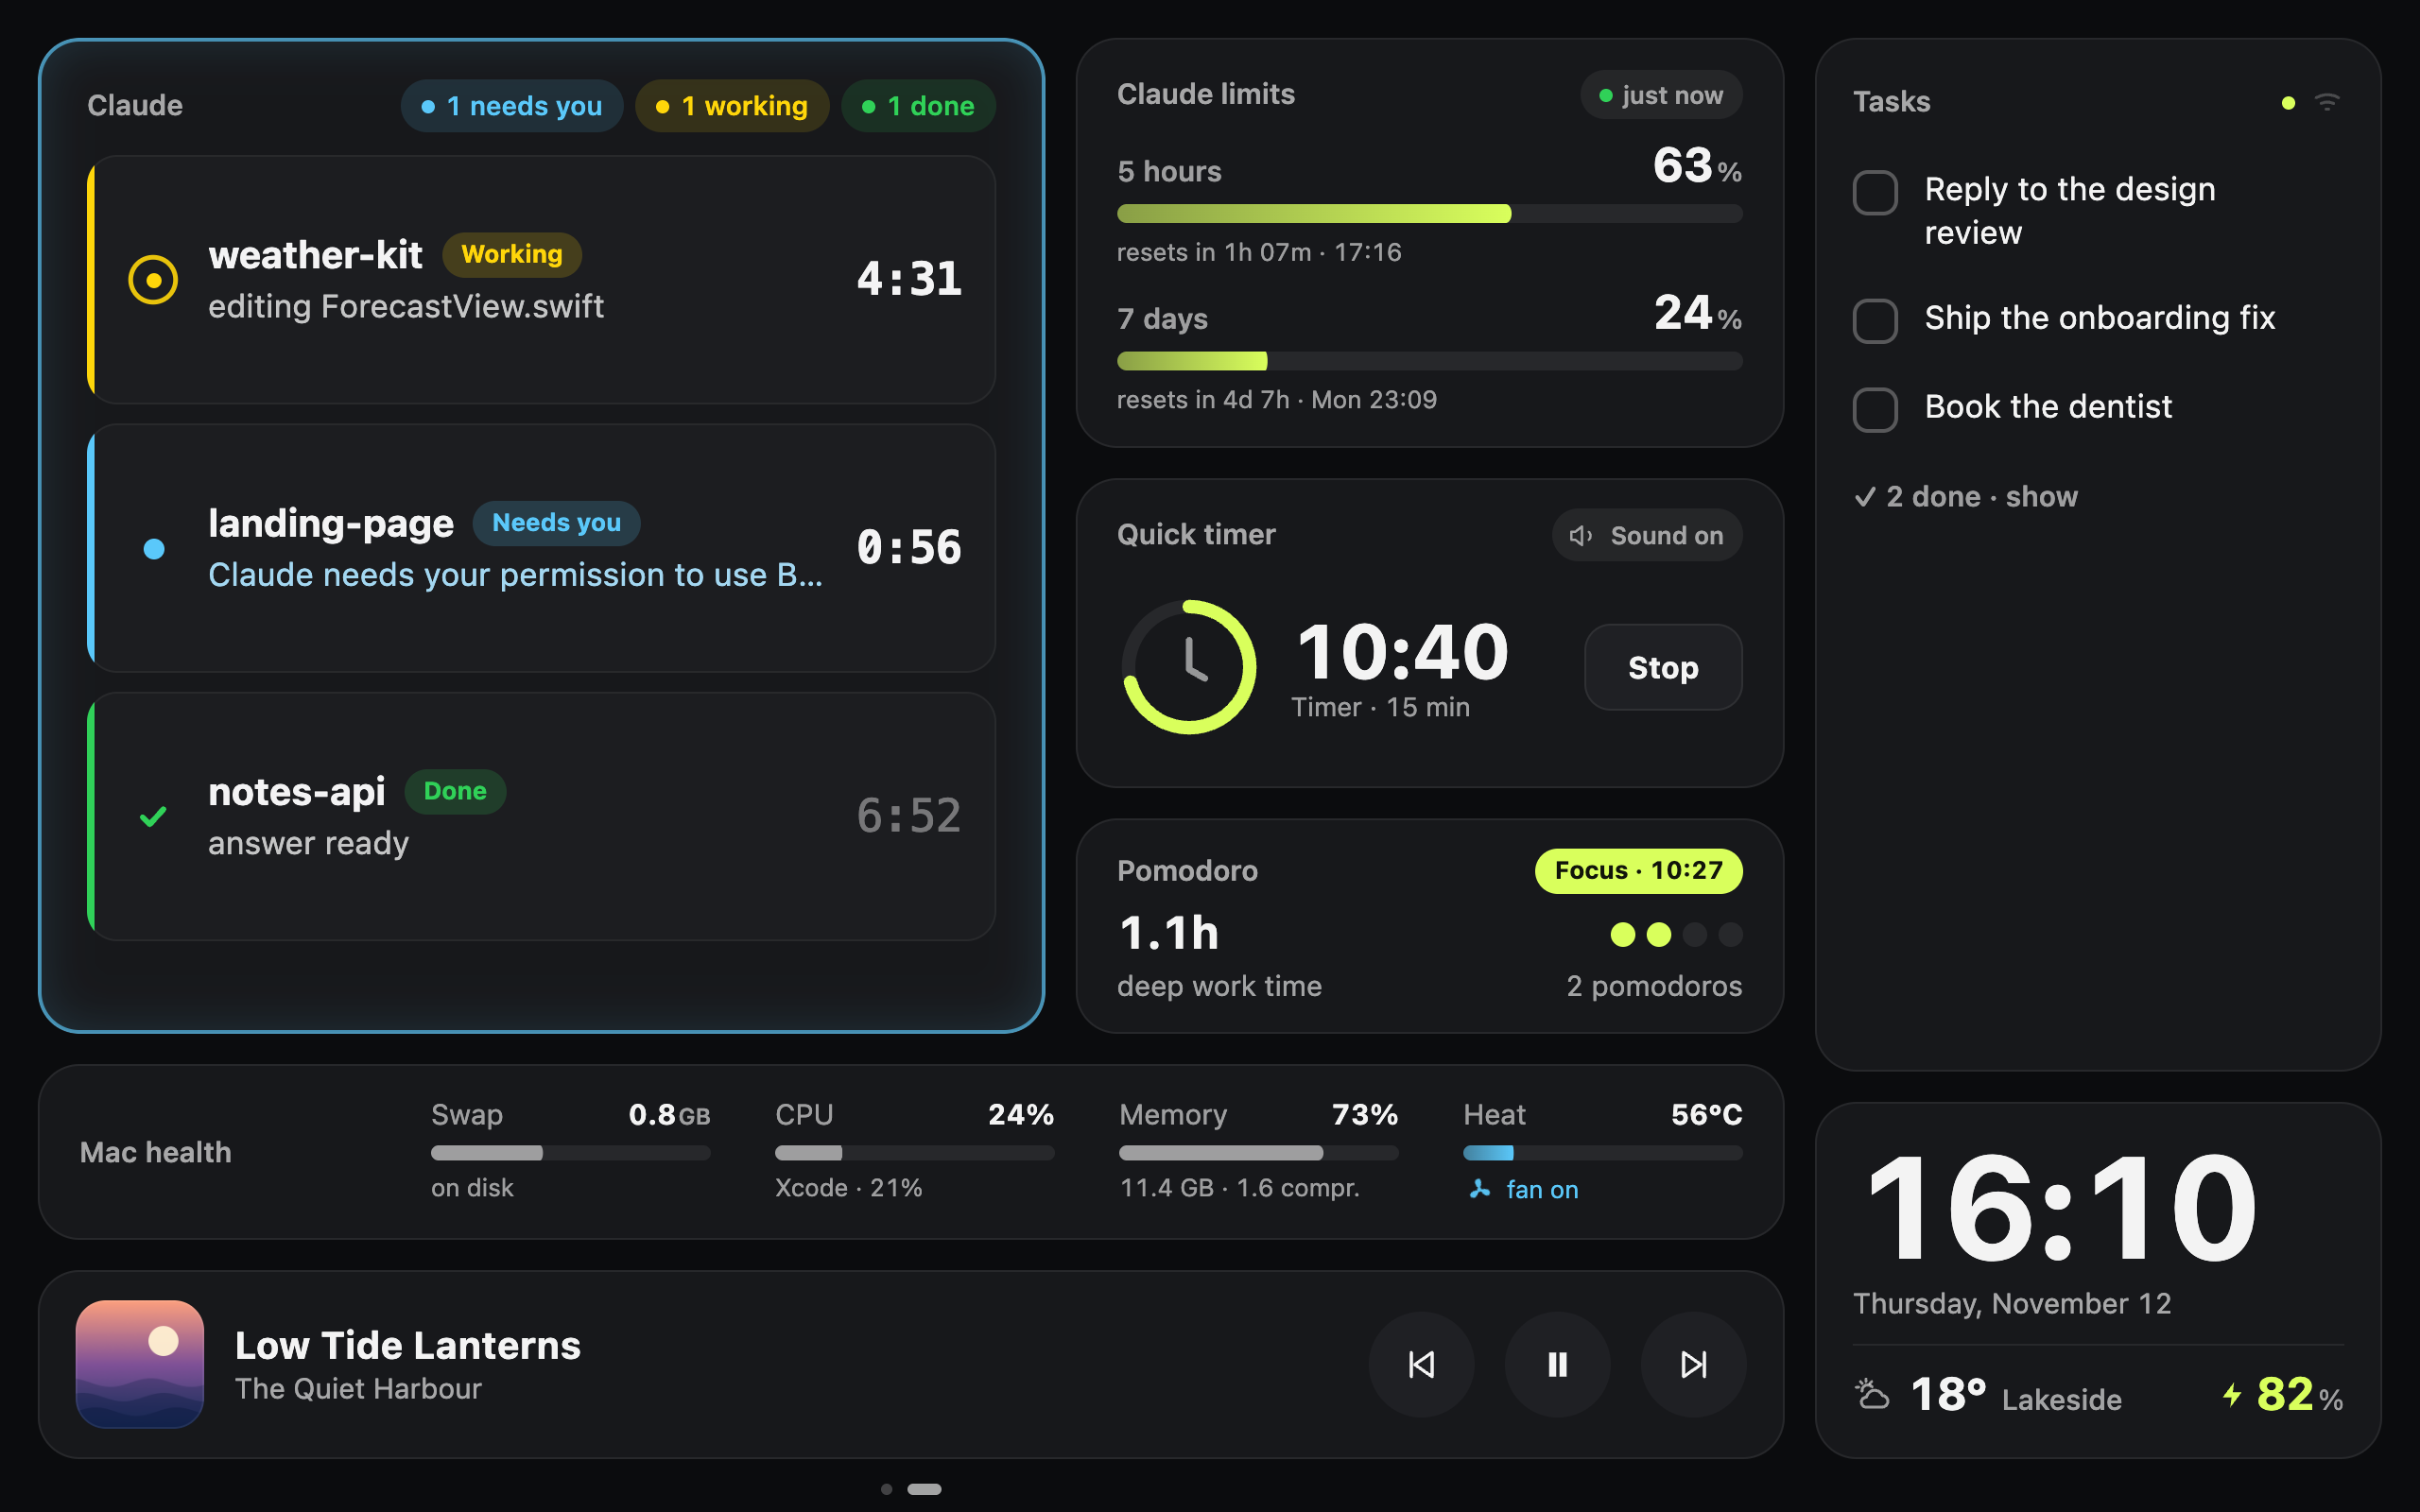 Claude
1 needs you
1 working
1 done
weather-kit Working
editing ForecastView.swift
4:31
landing-page Needs you
Claude needs your permission to use B...
0:56
notes-api Done
answer ready
6:52
Claude limits
just now
5 hours
63%
resets in 1h 07m · 17:16
7 days
24%
resets in 4d 7h · Mon 23:09
Quick timer
Sound on
10:40
Timer · 15 min
Stop
Pomodoro
Focus · 10:27
1.1h
deep work time
2 pomodoros
Tasks
Reply to the design
review
Ship the onboarding fix
Book the dentist
2 done · show
Mac health
Swap 0.8GB
on disk
CPU 24%
Xcode · 21%
Memory 73%
11.4 GB · 1.6 compr.
Heat 56°C
fan on
Low Tide Lanterns
The Quiet Harbour
16:10
Thursday, November 12
18° Lakeside
82%